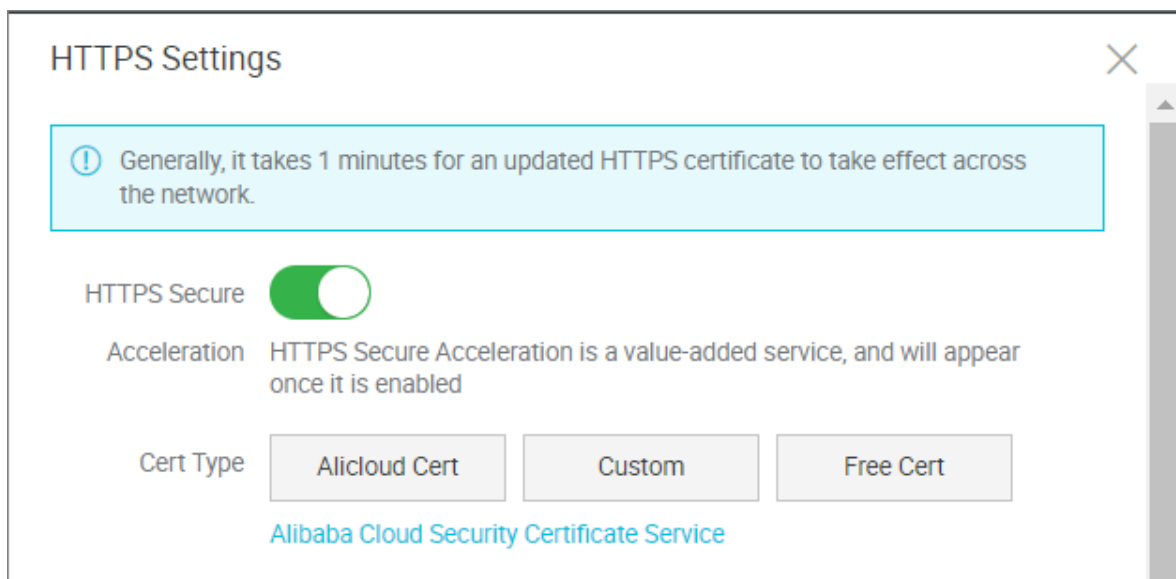 HTTPS Settings
Generally, it takes 1 minutes for an updated HTTPS certificate to take effect across
the network.
HTTPS Secure
Acceleration
HTTPS Secure Acceleration is a value-added service, and will appear
once it is enabled
Cert Type
Alicloud Cert
Custom
Free Cert
Alibaba Cloud Security Certificate Service